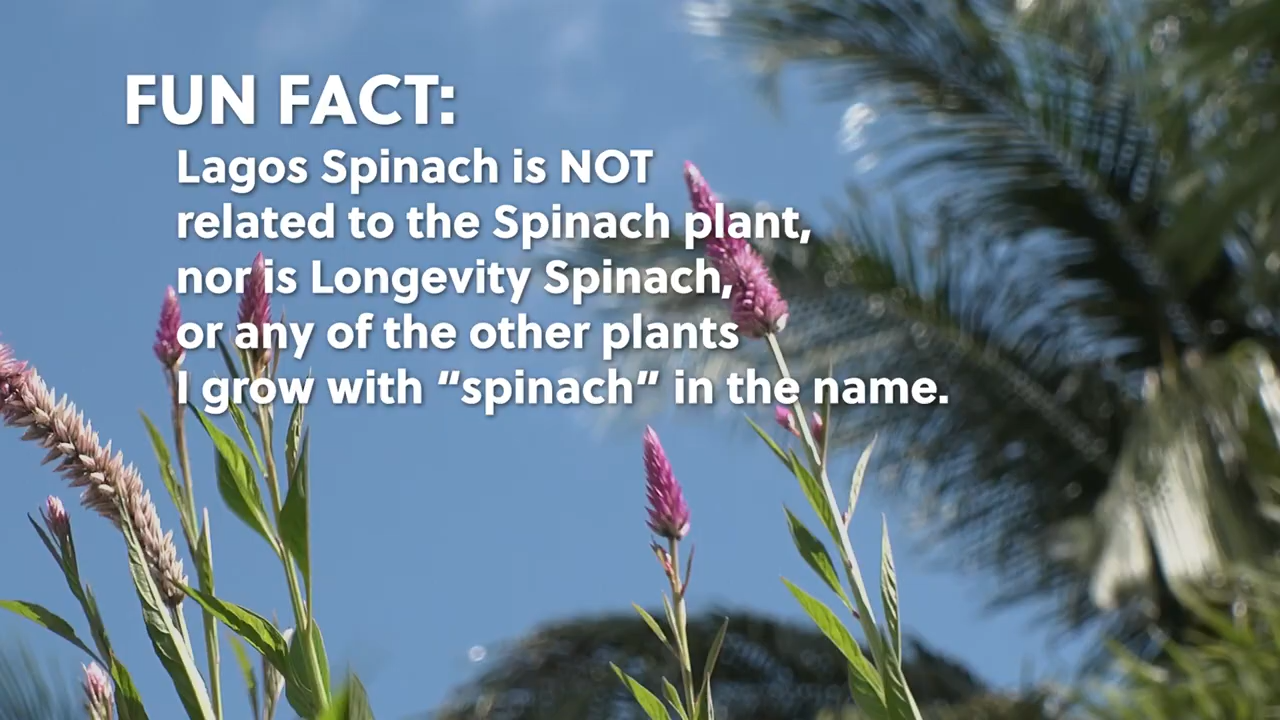 FUN FACT:
Lagos Spinach is NOT
related to the Spinach plant,
nor is Longevity Spinach,
or any of the other plants
I grow with “spinach” in the name.